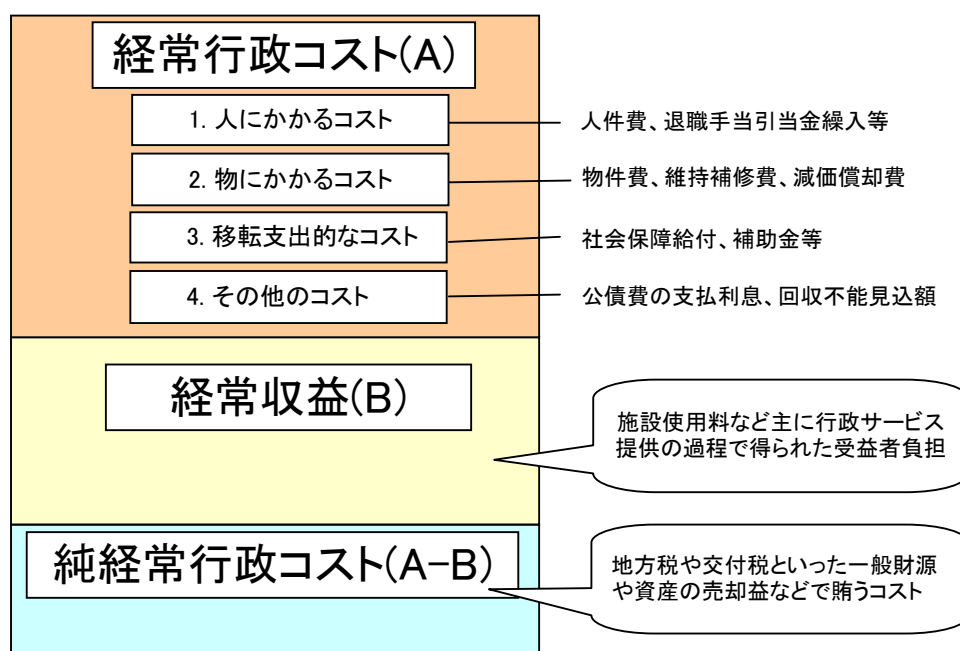 経常行政コスト(A)
1. 人にかかるコスト
人件費、退職手当引当金繰入等
2. 物にかかるコスト
物件費、維持補修費、減価償却費
3. 移転支出的なコスト
社会保障給付、補助金等
4. その他のコスト
公債費の支払利息、回収不能見込額
経常収益(B)
施設使用料など主に行政サービス
提供の過程で得られた受益者負担
純経常行政コスト(A-B)
地方税や交付税といった一般財源
や資産の売却益などで賄うコスト